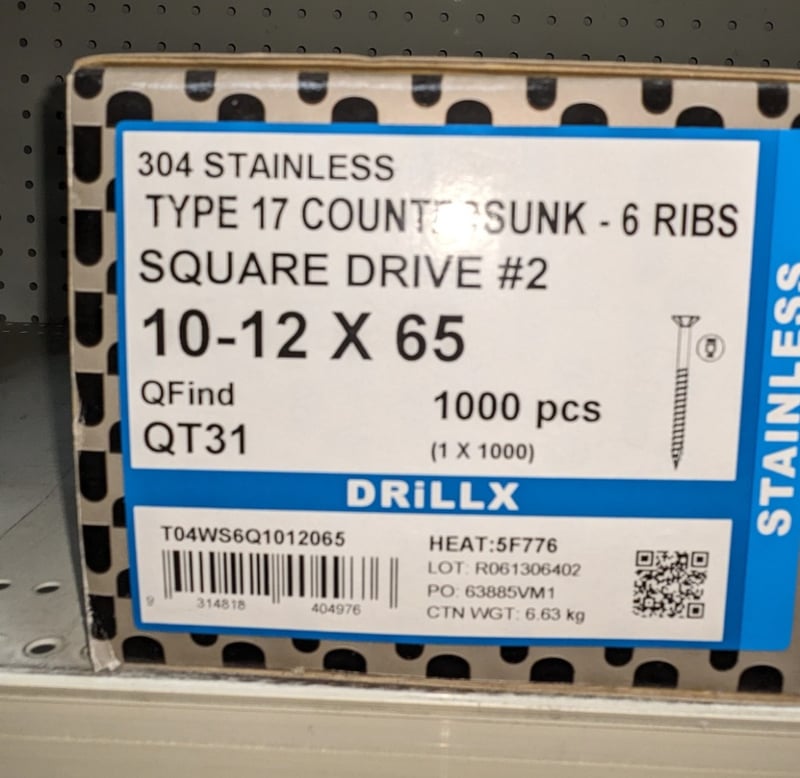 304 STAINLESS
TYPE 17 COUNTERSUNK - 6 RIBS
SQUARE DRIVE #2
10-12 X 65
QFind
QT31
1000 pcs
(1 X 1000)
DRiLLX
T04WS6Q1012065
9 314818 404976
HEAT:5F776
LOT: R061306402
PO: 63885VM1
CTN WGT: 6.63 kg
STAINLESS